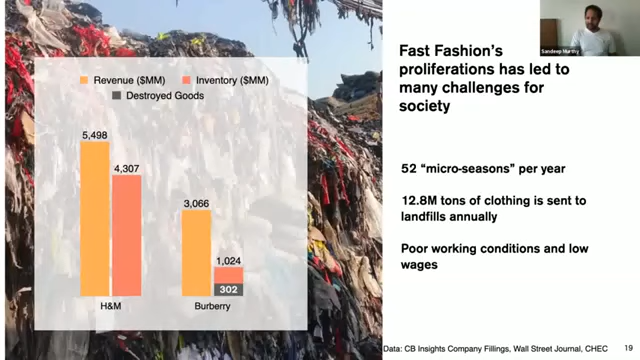 Sandeep Murthy
Fast Fashion's
proliferations has led to
many challenges for
society
Revenue ($MM) Inventory ($MM)
Destroyed Goods
5,498
4,307
3,066
1,024
302
H&M Burberry
52 "micro-seasons" per year
12.8M tons of clothing is sent to
landfills annually
Poor working conditions and low
wages
Data: CB Insights Company Fillings, Wall Street Journal, CHEC 19